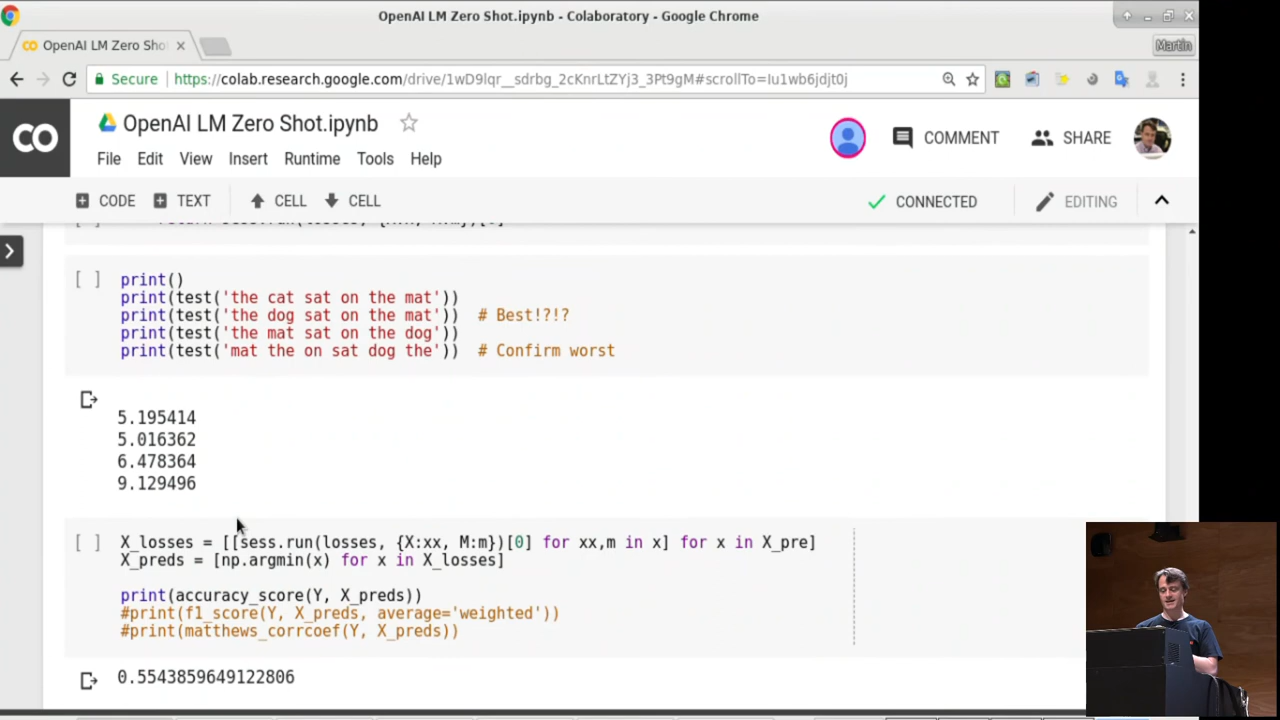 OpenAI LM Zero Shot.ipynb - Colaboratory - Google Chrome
OpenAI LM Zero Sho
Martin
Secure https://colab.research.google.com/drive/1wD9lqr__sdrbg_2cKnrLtZYj3_3Pt9gM#scrollTo=Iu1wb6jdjt0j
CO
OpenAI LM Zero Shot.ipynb
COMMENT
SHARE
File Edit View Insert Runtime Tools Help
CODE TEXT CELL CELL
CONNECTED
EDITING
[ ] print()
print(test('the cat sat on the mat'))
print(test('the dog sat on the mat')) # Best!?!?
print(test('the mat sat on the dog'))
print(test('mat the on sat dog the')) # Confirm worst
5.195414
5.016362
6.478364
9.129496
[ ] X_losses = [[sess.run(losses, {X:xx, M:m})[0] for xx,m in x] for x in X_pre]
X_preds = [np.argmin(x) for x in X_losses]
print(accuracy_score(Y, X_preds))
#print(f1_score(Y, X_preds, average='weighted'))
#print(matthews_corrcoef(Y, X_preds))
0.5543859649122806